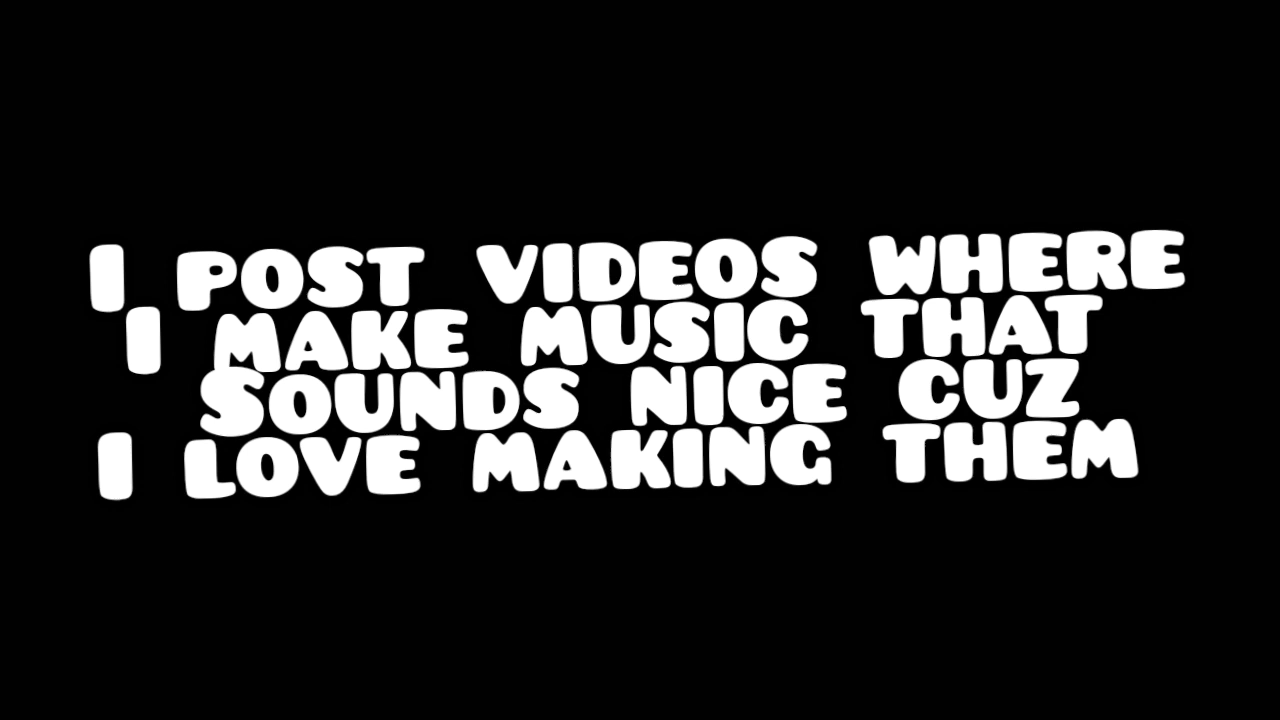 I POST VIDEOS WHERE
I MAKE MUSIC THAT
SOUNDS NICE CUZ
I LOVE MAKING THEM